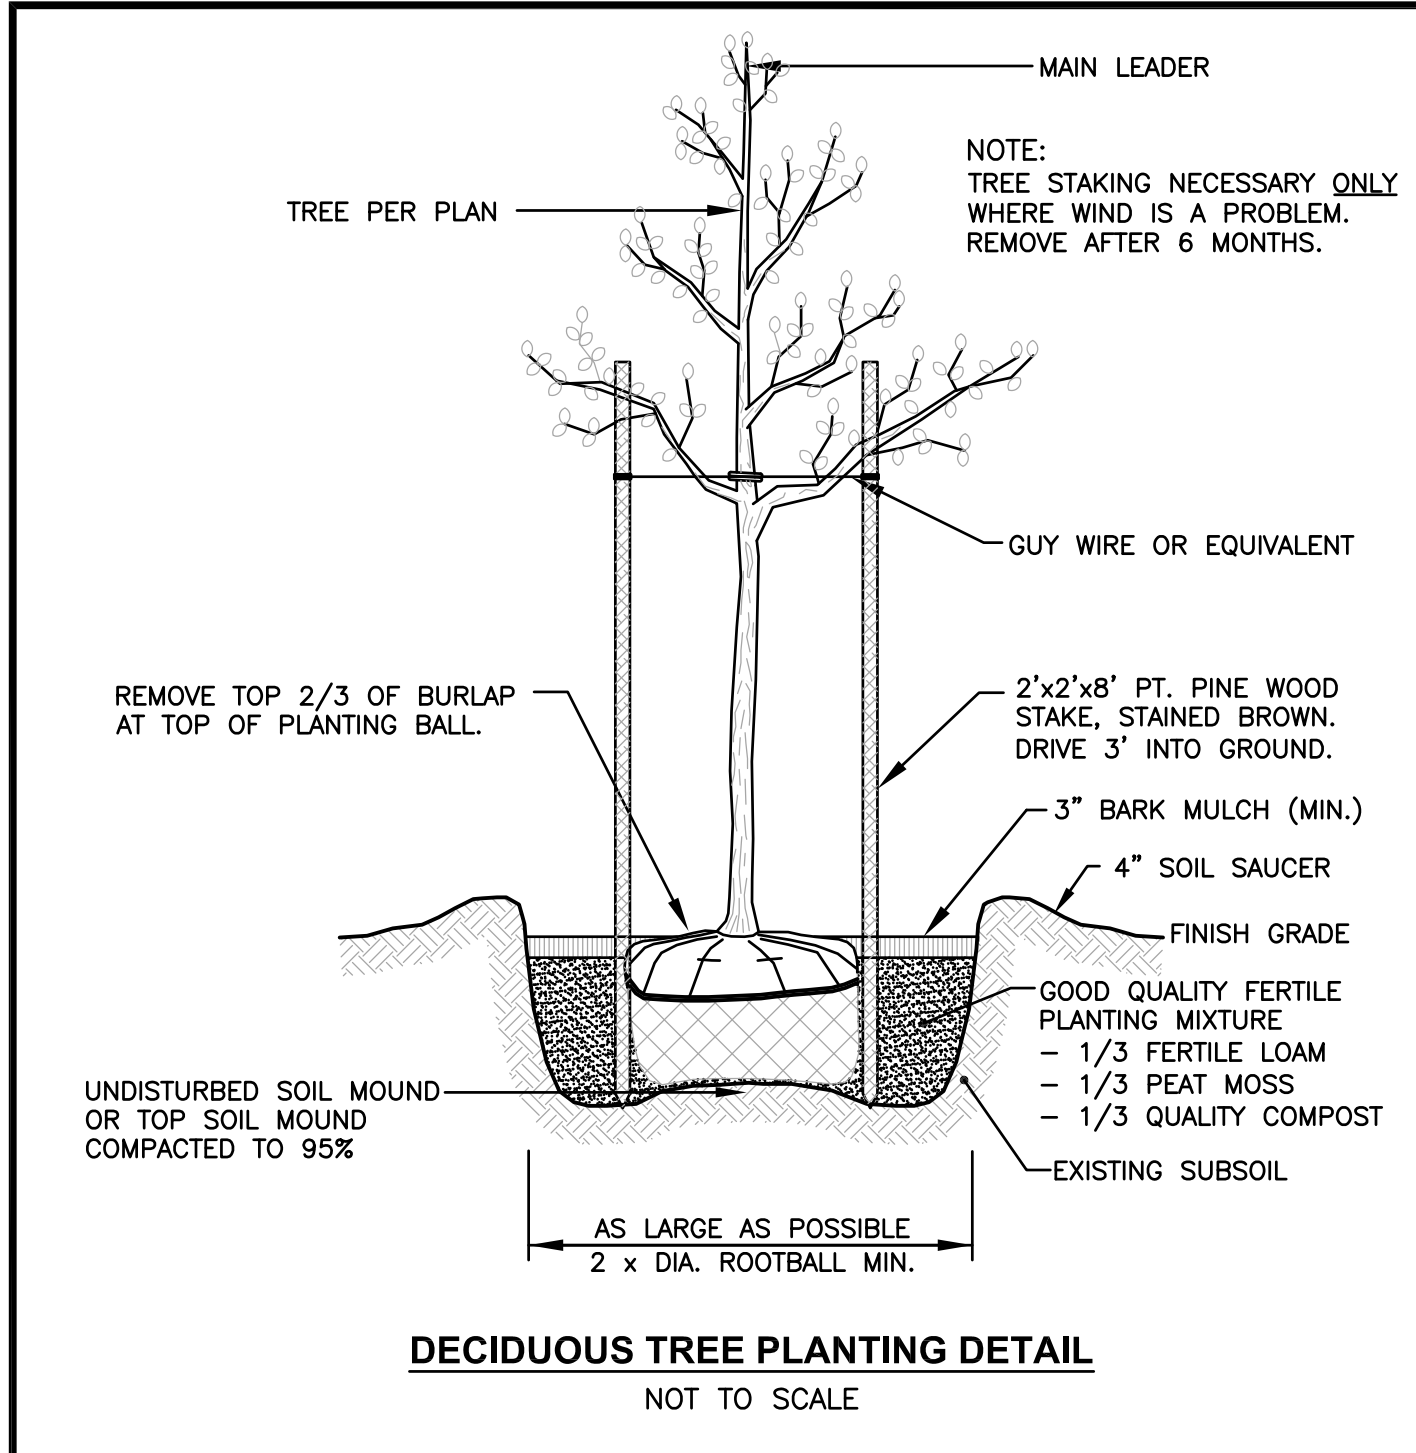 MAIN LEADER
NOTE:
TREE STAKING NECESSARY ONLY
WHERE WIND IS A PROBLEM.
REMOVE AFTER 6 MONTHS.
TREE PER PLAN
GUY WIRE OR EQUIVALENT
REMOVE TOP 2/3 OF BURLAP
AT TOP OF PLANTING BALL.
2'x2'x8' PT. PINE WOOD
STAKE, STAINED BROWN.
DRIVE 3' INTO GROUND.
3" BARK MULCH (MIN.)
4" SOIL SAUCER
FINISH GRADE
GOOD QUALITY FERTILE
PLANTING MIXTURE
- 1/3 FERTILE LOAM
- 1/3 PEAT MOSS
- 1/3 QUALITY COMPOST
UNDISTURBED SOIL MOUND
OR TOP SOIL MOUND
COMPACTED TO 95%
EXISTING SUBSOIL
AS LARGE AS POSSIBLE
2 x DIA. ROOTBALL MIN.
DECIDUOUS TREE PLANTING DETAIL
NOT TO SCALE